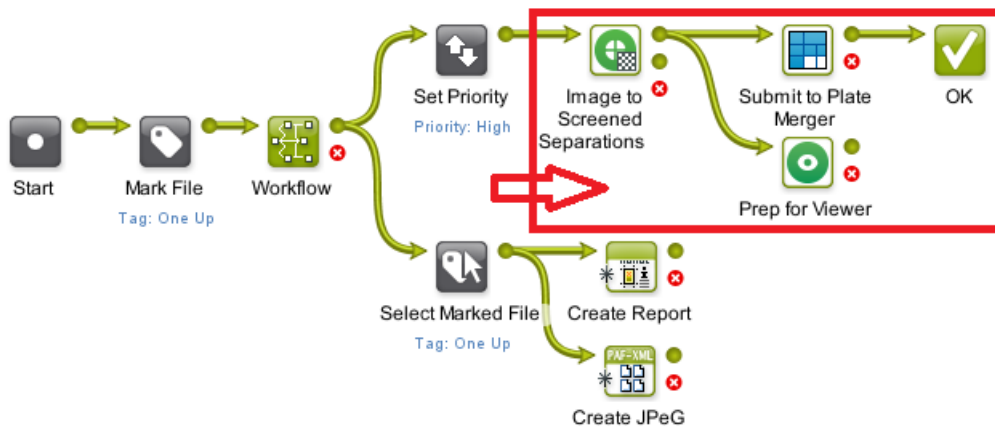 Set Priority
Priority: High
Image to
Screened
Separations
Submit to Plate
Merger
OK
Start
Mark File
Tag: One Up
Workflow
Prep for Viewer
Select Marked File
Tag: One Up
Create Report
PAF-XML
Create JPeG